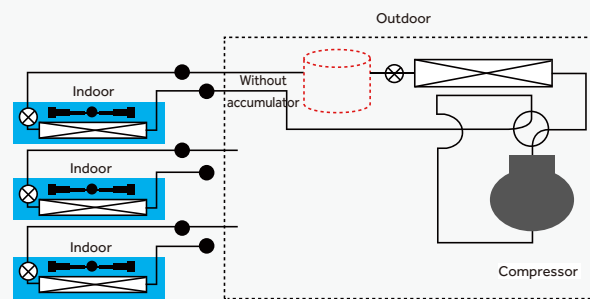 Outdoor
Indoor
Without
accumulator
Indoor
Indoor
Compressor